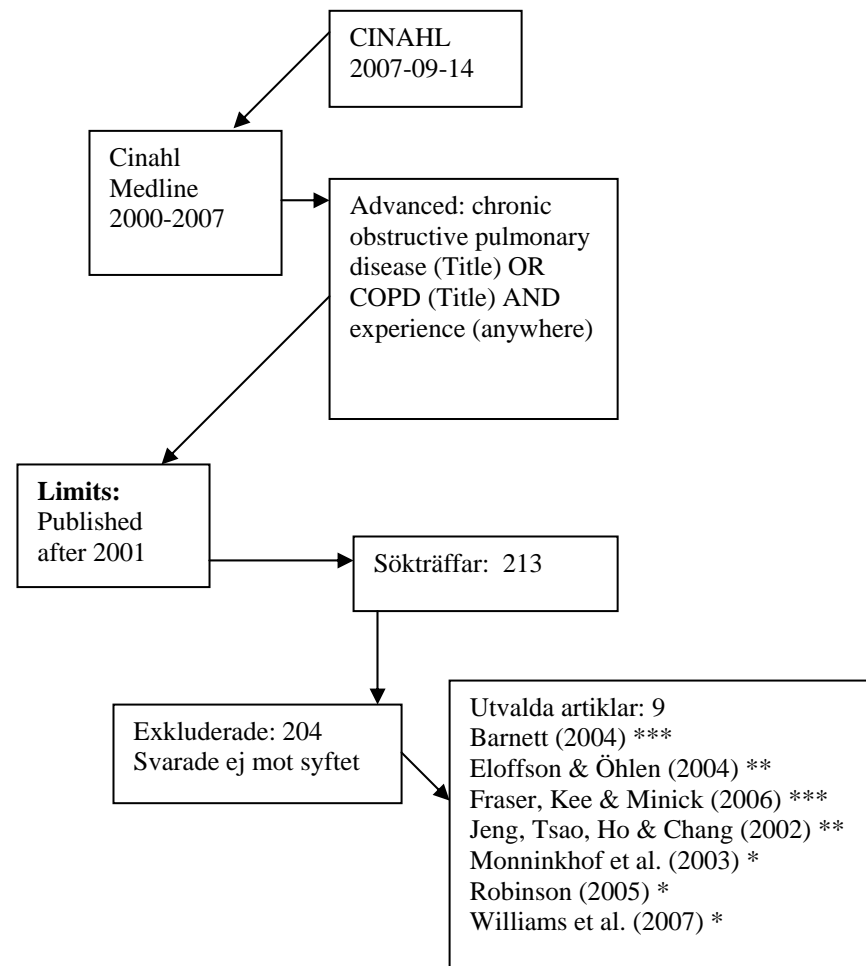 CINAHL
2007-09-14
Cinahl
Medline
2000-2007
Advanced: chronic
obstructive pulmonary
disease (Title) OR
COPD (Title) AND
experience (anywhere)
Limits:
Published
after 2001
Sökträffar: 213
Exkluderade: 204
Svarade ej mot syftet
Utvalda artiklar: 9
Barnett (2004) ***
Eloffson & Öhlen (2004) **
Fraser, Kee & Minick (2006) ***
Jeng, Tsao, Ho & Chang (2002) **
Monninkhof et al. (2003) *
Robinson (2005) *
Williams et al. (2007) *